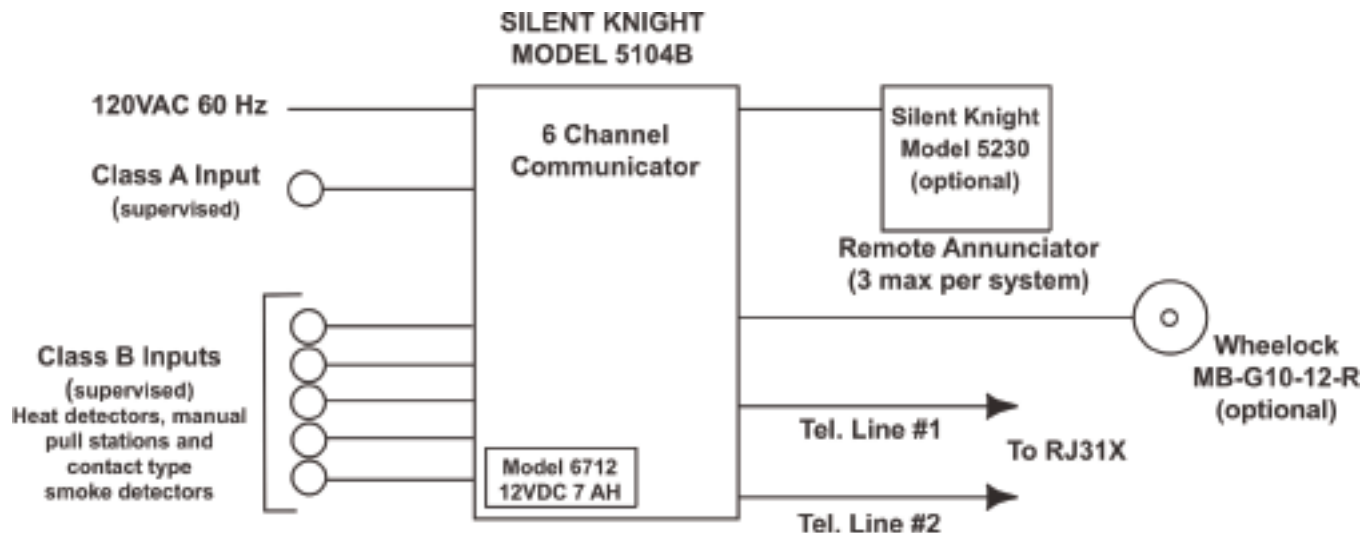 SILENT KNIGHT
MODEL 5104B
120VAC 60 Hz
Class A Input
(supervised)
6 Channel
Communicator
Silent Knight
Model 5230
(optional)
Remote Annunciator
(3 max per system)
Class B Inputs
(supervised)
Heat detectors, manual
pull stations and
contact type
smoke detectors
Model 6712
12VDC 7 AH
Wheelock
MB-G10-12-R
(optional)
Tel. Line #1
To RJ31X
Tel. Line #2